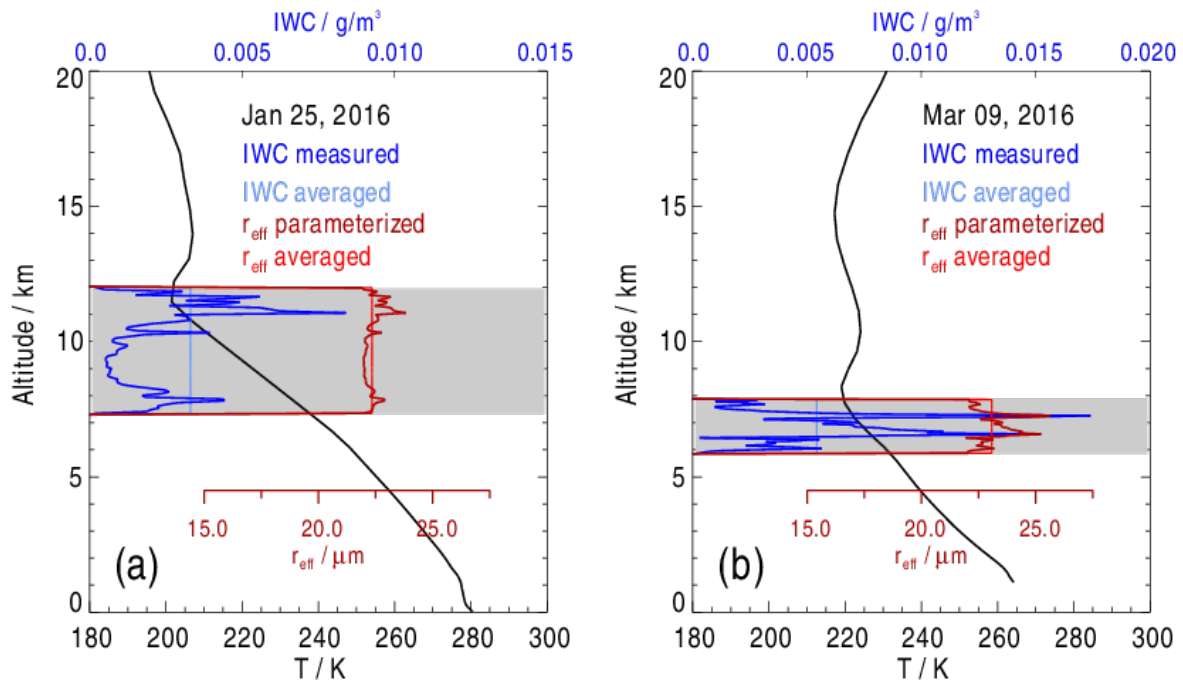 IWC / g/m³
0.0 0.005 0.010 0.015
20
15
10
5
0
Altitude / km
Jan 25, 2016
IWC measured
IWC averaged
r_eff parameterized
r_eff averaged
15.0 20.0 25.0
r_eff / μm
(a)
180 200 220 240 260 280 300
T / K
IWC / g/m³
0.0 0.005 0.010 0.015 0.020
20
15
10
5
0
Altitude / km
Mar 09, 2016
IWC measured
IWC averaged
r_eff parameterized
r_eff averaged
15.0 20.0 25.0
r_eff / μm
(b)
180 200 220 240 260 280 300
T / K